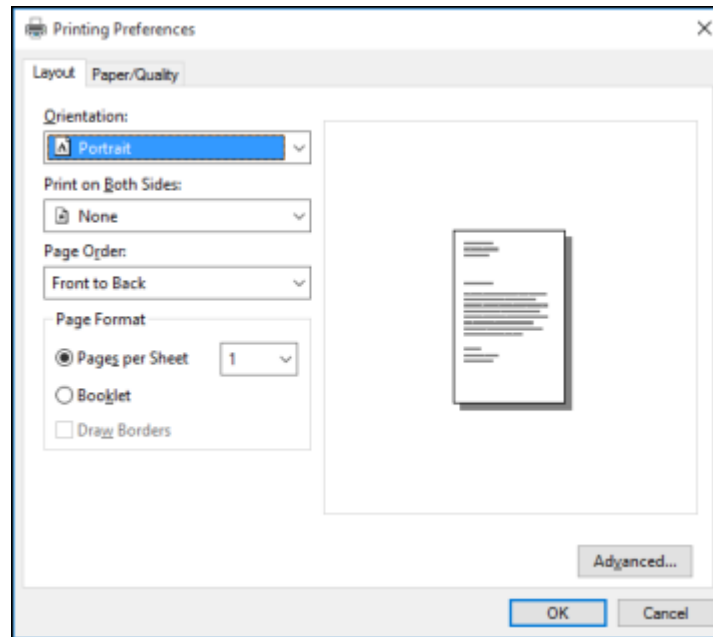 Printing Preferences
Layout Paper/Quality
Orientation:
Portrait
Print on Both Sides:
None
Page Order:
Front to Back
Page Format
Pages per Sheet 1
Booklet
Draw Borders
Advanced...
OK Cancel